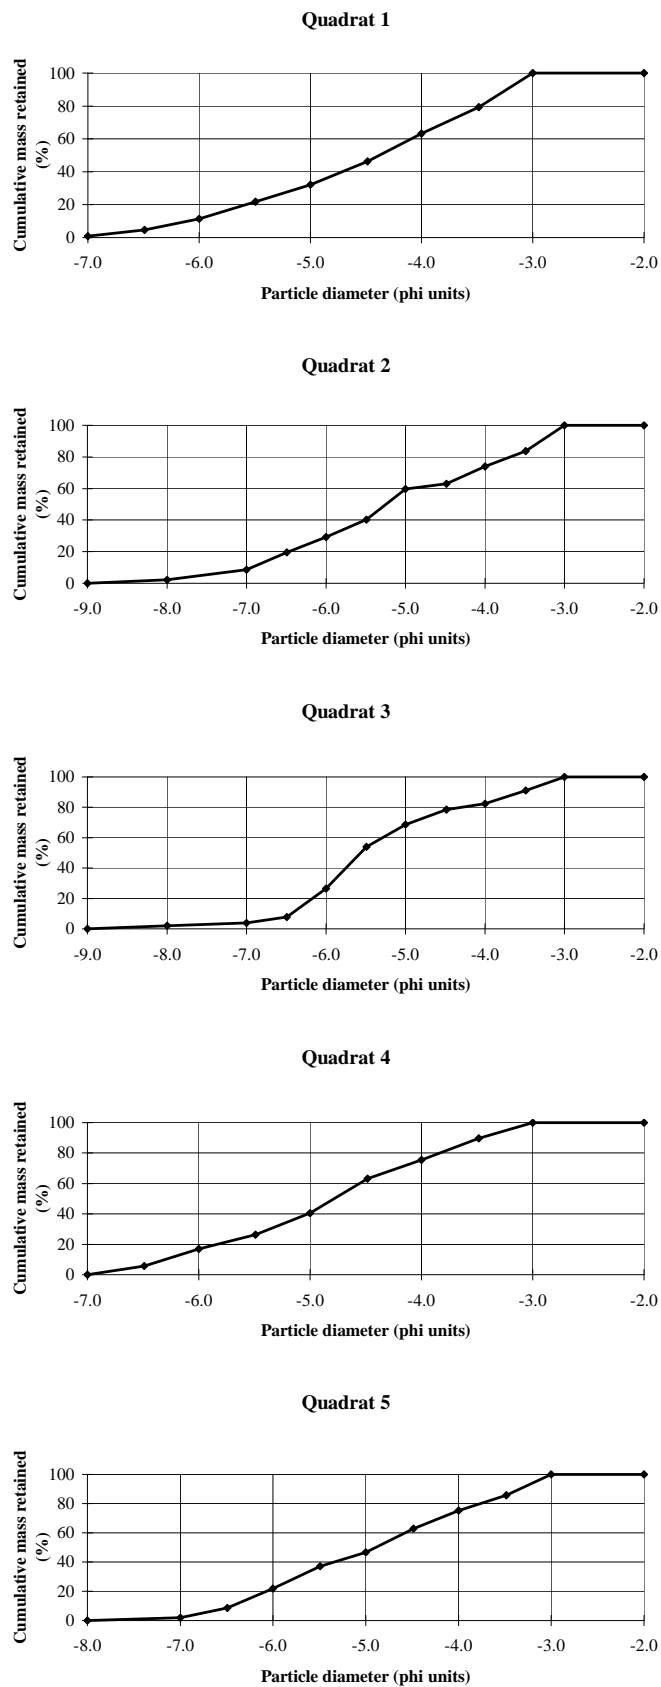 Quadrat 1
Cumulative mass retained
(%)
100
80
60
40
20
0
-7.0 -6.0 -5.0 -4.0 -3.0 -2.0
Particle diameter (phi units)
Quadrat 2
Cumulative mass retained
(%)
100
80
60
40
20
0
-9.0 -8.0 -7.0 -6.0 -5.0 -4.0 -3.0 -2.0
Particle diameter (phi units)
Quadrat 3
Cumulative mass retained
(%)
100
80
60
40
20
0
-9.0 -8.0 -7.0 -6.0 -5.0 -4.0 -3.0 -2.0
Particle diameter (phi units)
Quadrat 4
Cumulative mass retained
(%)
100
80
60
40
20
0
-7.0 -6.0 -5.0 -4.0 -3.0 -2.0
Particle diameter (phi units)
Quadrat 5
Cumulative mass retained
(%)
100
80
60
40
20
0
-8.0 -7.0 -6.0 -5.0 -4.0 -3.0 -2.0
Particle diameter (phi units)